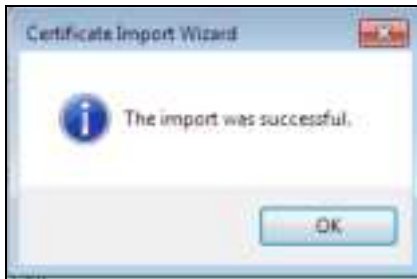 Certificate Import Wizard
The import was successful.
OK